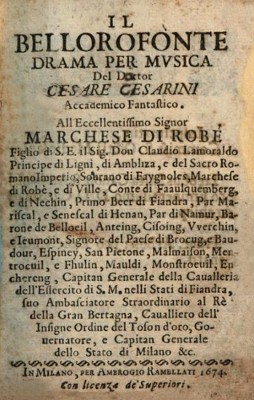 IL
BELLOROFONTE
DRAMA PER MVSICA
Del Dottor
CESARE CESARINI
Accademico Fantastico.
All Eccellentissimo Signor
MARCHESE DI ROBÉ
Figlio di S. E. il Sig. Don Claudio Lamoraldo
Principe di Ligni, di Ambliza, e del Sacro Ro-
mano Imperio, Sourano di Faygnoles, Marchese
di Robè, e di Ville, Conte di Faaulquemberg,
e di Nechin, Primo Beer di Fiandra, Par Ma-
riscal, e Senescal di Henan, Par di Namur, Ba-
rone de Belloeil, Anteing, Cisoing, Vverchin,
e Ieumont, Signore del Paese di Brocug, e Bau-
dour, Espincy, San Pietone, Malmaison, Mer-
trocuil, e Fhulin, Mauldi, Monstroeuil, En
chereng, Capitan Generale della Caualleria
dell'Esercito di S. M. nelli Stati di Fiandra,
suo Ambasciatore Straordinario al Rè
della Gran Bertagna, Caualliero dell'
Insigne Ordine del Toson d'oro, Go-
uernatore, e Capitan Generale
dello Stato di Milano &c.
IN MILANO, PER AMBROGIO RAMELLATI 1674.
Con licenza de' Superiori.